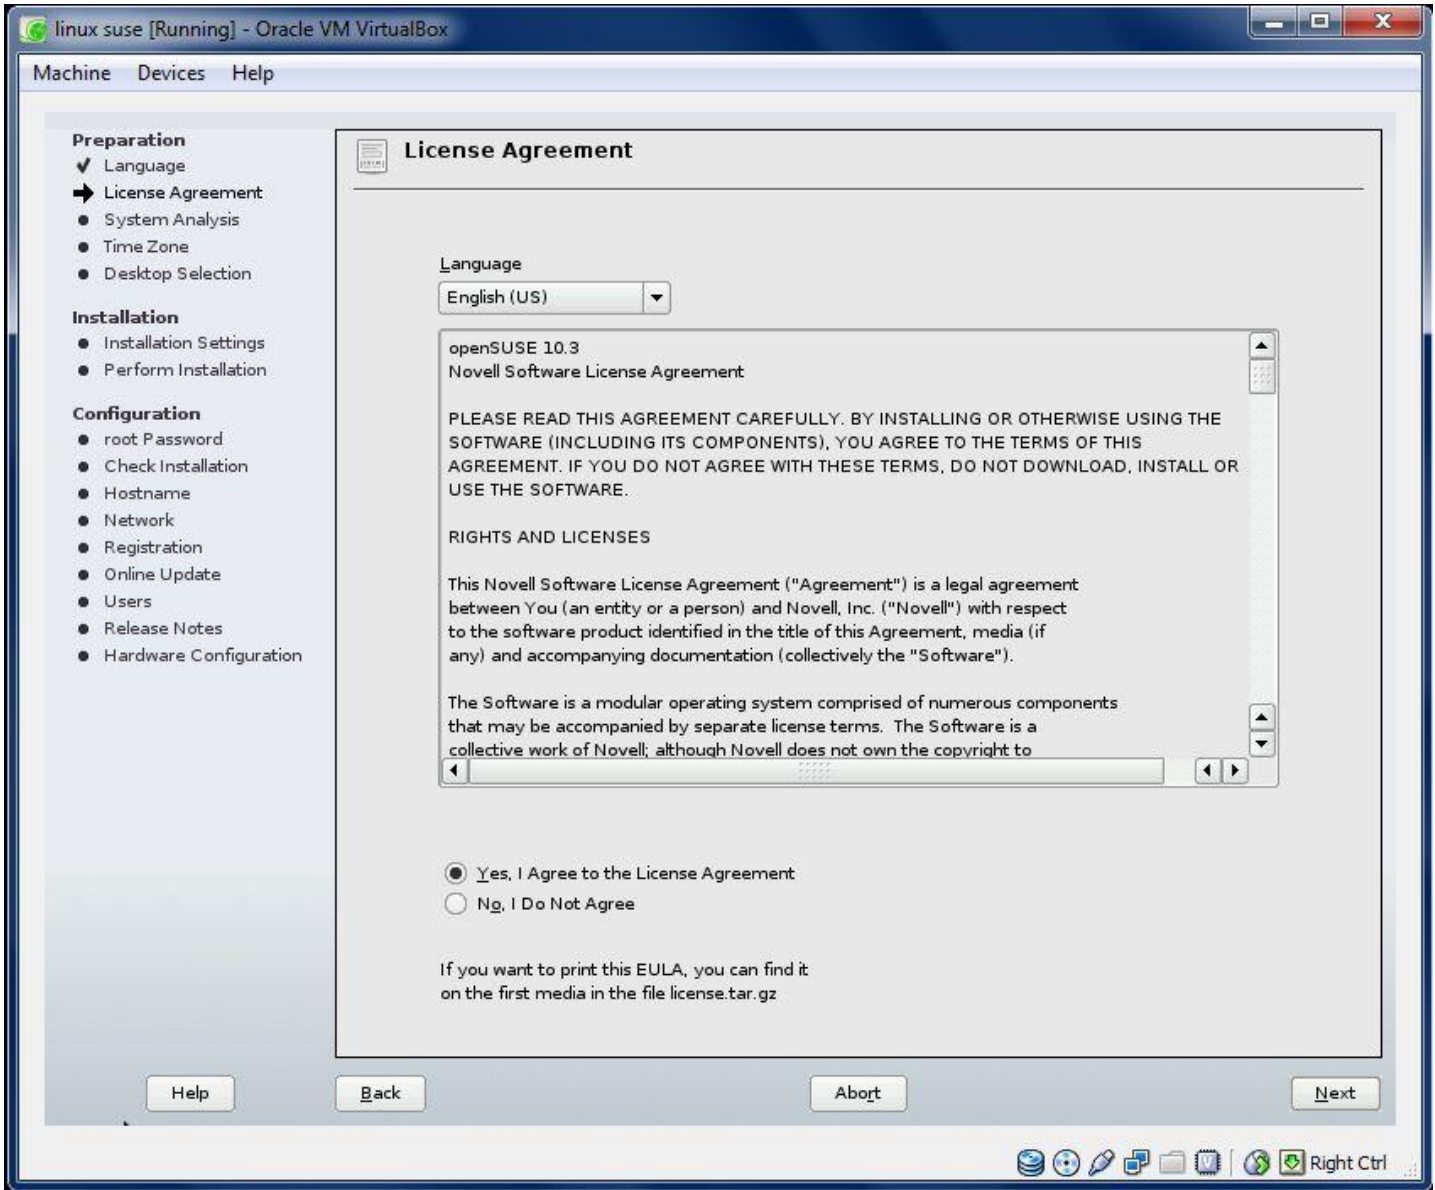 linux suse [Running] - Oracle VM VirtualBox
Machine Devices Help
Preparation
Language
License Agreement
System Analysis
Time Zone
Desktop Selection
Installation
Installation Settings
Perform Installation
Configuration
root Password
Check Installation
Hostname
Network
Registration
Online Update
Users
Release Notes
Hardware Configuration
License Agreement
Language
English (US)
openSUSE 10.3
Novell Software License Agreement
PLEASE READ THIS AGREEMENT CAREFULLY. BY INSTALLING OR OTHERWISE USING THE
SOFTWARE (INCLUDING ITS COMPONENTS), YOU AGREE TO THE TERMS OF THIS
AGREEMENT. IF YOU DO NOT AGREE WITH THESE TERMS, DO NOT DOWNLOAD, INSTALL OR
USE THE SOFTWARE.
RIGHTS AND LICENSES
This Novell Software License Agreement ("Agreement") is a legal agreement
between You (an entity or a person) and Novell, Inc. ("Novell") with respect
to the software product identified in the title of this Agreement, media (if
any) and accompanying documentation (collectively the "Software").
The Software is a modular operating system comprised of numerous components
that may be accompanied by separate license terms.  The Software is a
collective work of Novell; although Novell does not own the copyright to
Yes, I Agree to the License Agreement
No, I Do Not Agree
If you want to print this EULA, you can find it
on the first media in the file license.tar.gz
Help Back Abort Next
Right Ctrl